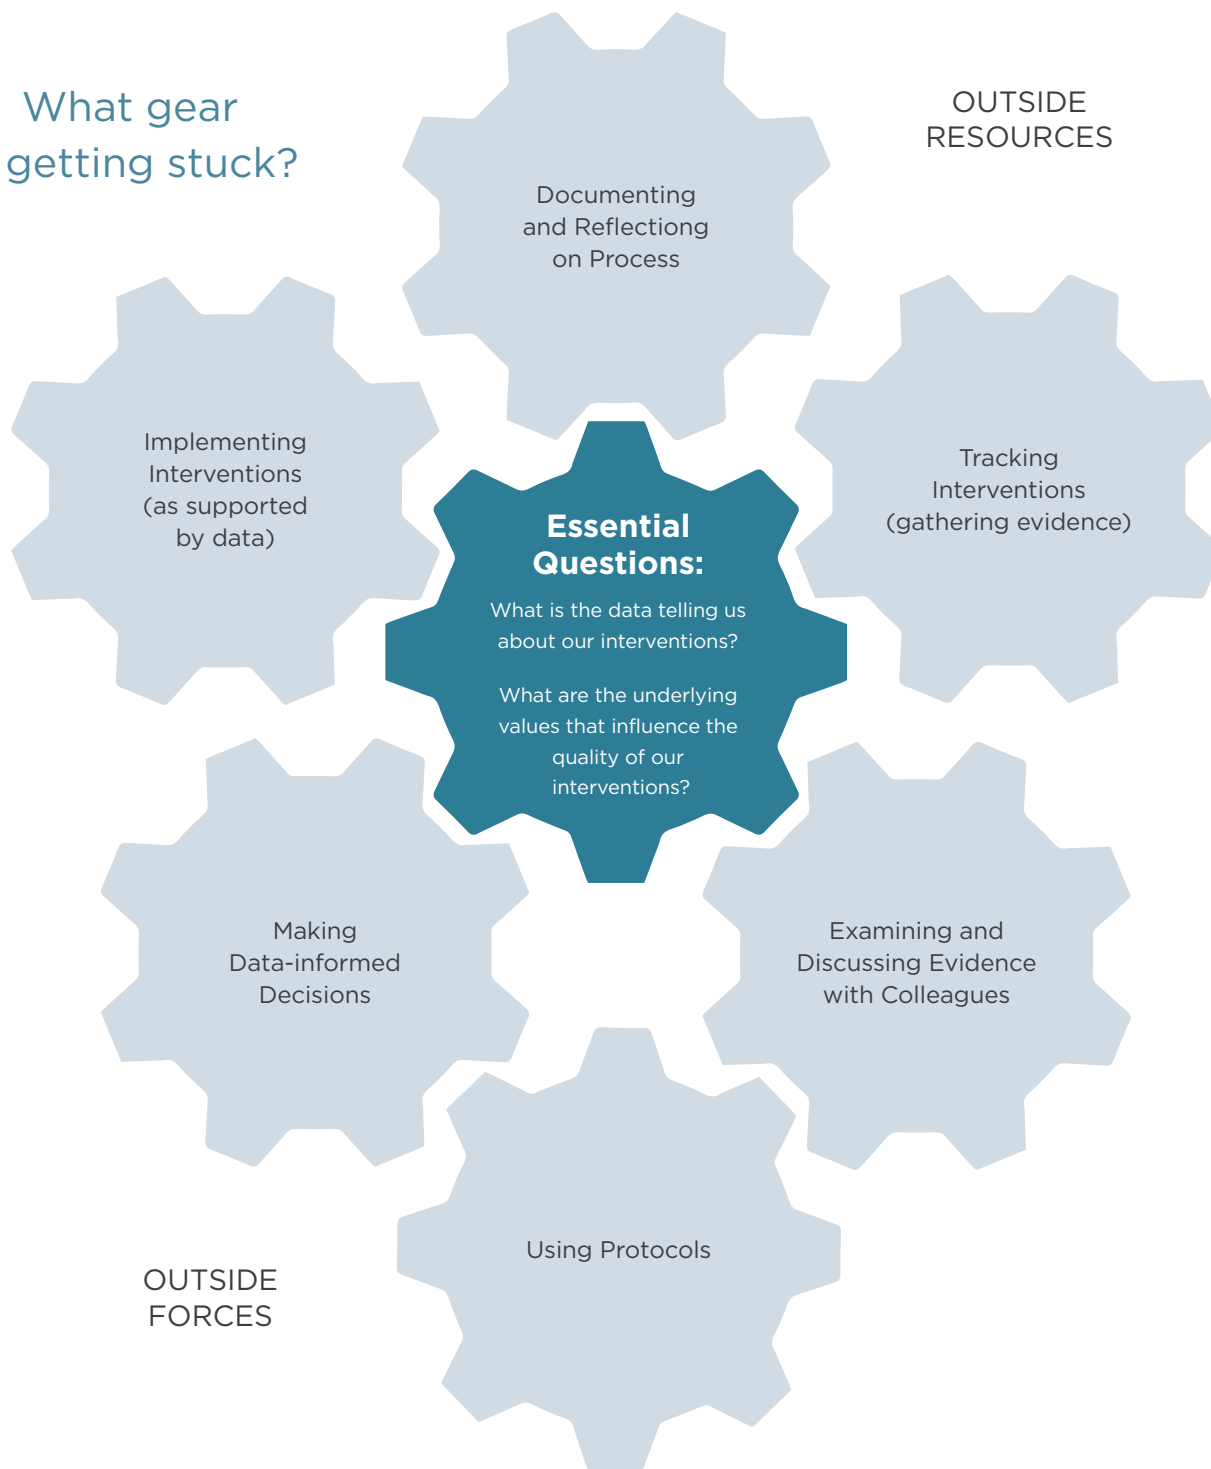 What gear
getting stuck?
OUTSIDE
RESOURCES
Documenting
and Reflectiong
on Process
Implementing
Interventions
(as supported
by data)
Tracking
Interventions
(gathering evidence)
Essential
Questions:
What is the data telling us
about our interventions?
What are the underlying
values that influence the
quality of our
interventions?
Making
Data-informed
Decisions
Examining and
Discussing Evidence
with Colleagues
Using Protocols
OUTSIDE
FORCES